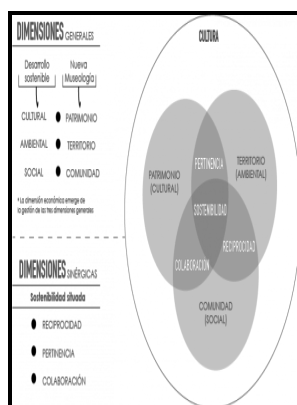 DIMENSIONES GENERALES
Desarrollo sostenible
Nueva Museología
CULTURAL ● PATRIMONIO
AMBIENTAL ● TERRITORIO
SOCIAL ● COMUNIDAD
* La dimensión económica emerge de
la gestión de las tres dimensiones generales
DIMENSIONES SINÉRGICAS
Sostenibilidad situada
● RECIPROCIDAD
● PERTINENCIA
● COLABORACIÓN
CULTURA
PATRIMONIO
(CULTURAL)
PERTINENCIA
TERRITORIO
(AMBIENTAL)
SOSTENIBILIDAD
RECIPROCIDAD
COLABORACIÓN
COMUNIDAD
(SOCIAL)